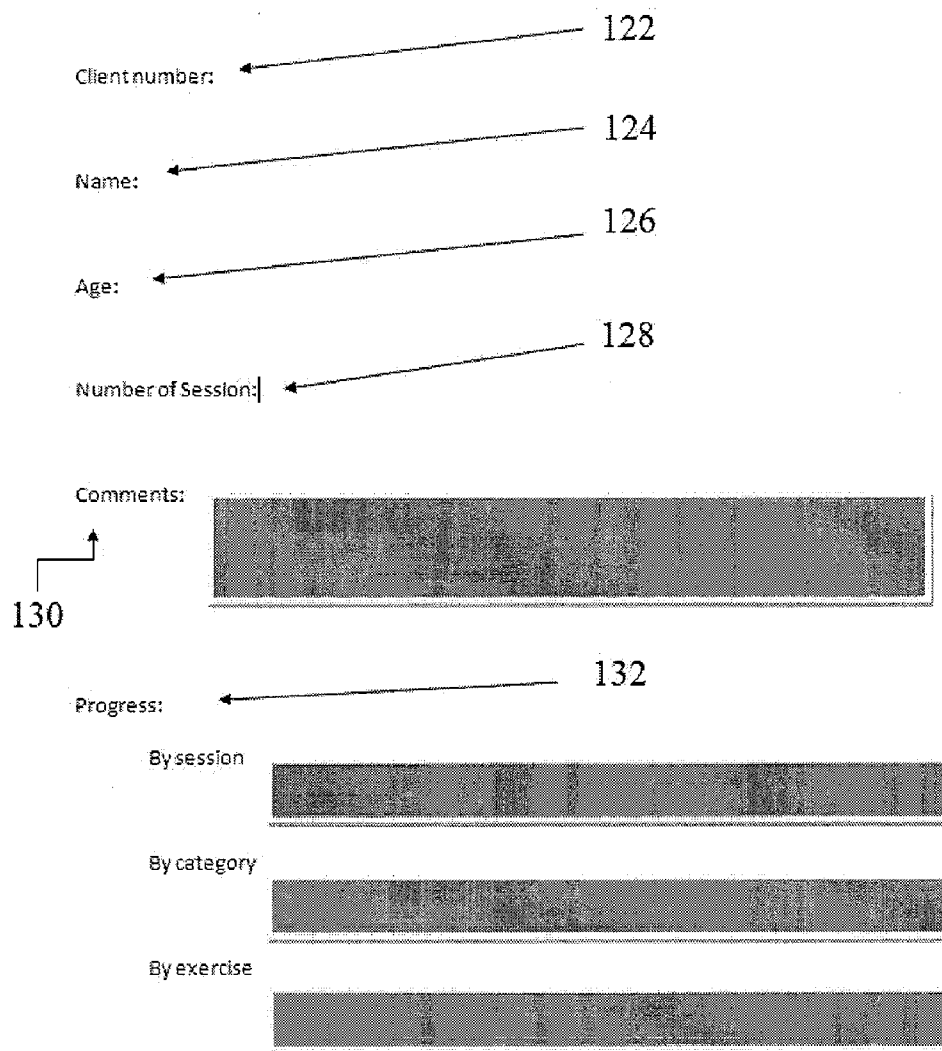 122
Client number:
124
Name:
126
Age:
128
Number of Session:
Comments:
130
132
Progress:
By session
By category
By exercise